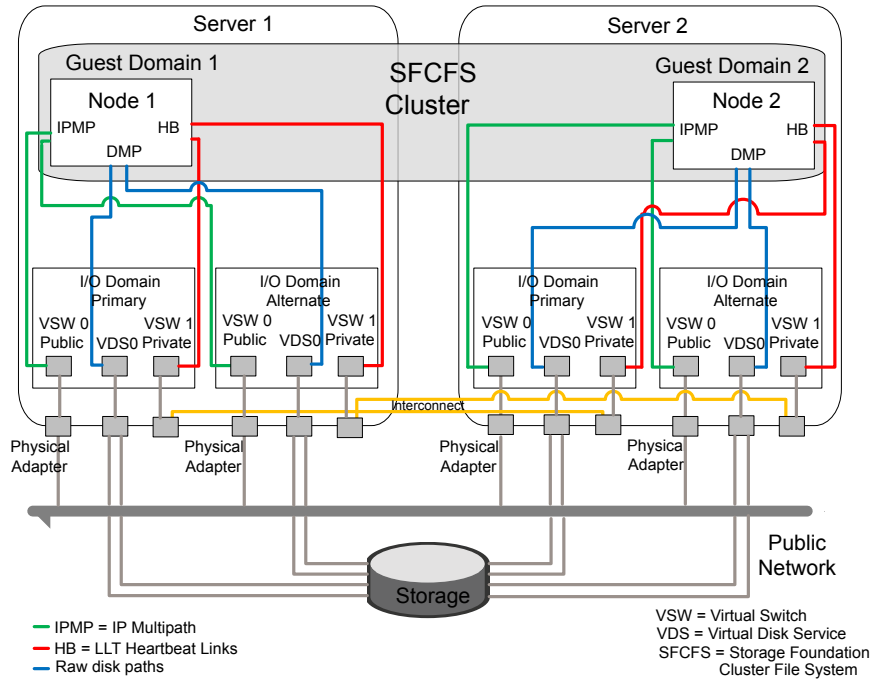 Server 1
Server 2
Guest Domain 1
SFCFS
Cluster
Guest Domain 2
Node 1
IPMP
HB
DMP
Node 2
IPMP
HB
DMP
I/O Domain
Primary
VSW 0
Public
VDS0
VSW 1
Private
I/O Domain
Alternate
VSW 0
Public
VDS0
VSW 1
Private
I/O Domain
Primary
VSW 0
Public
VDS0
VSW 1
Private
I/O Domain
Alternate
VSW 0
Public
VDS0
VSW 1
Private
Interconnect
Physical
Adapter
Physical
Adapter
Physical
Adapter
Physical
Adapter
Public
Network
Storage
IPMP = IP Multipath
HB = LLT Heartbeat Links
Raw disk paths
VSW = Virtual Switch
VDS = Virtual Disk Service
SFCFS = Storage Foundation
Cluster File System